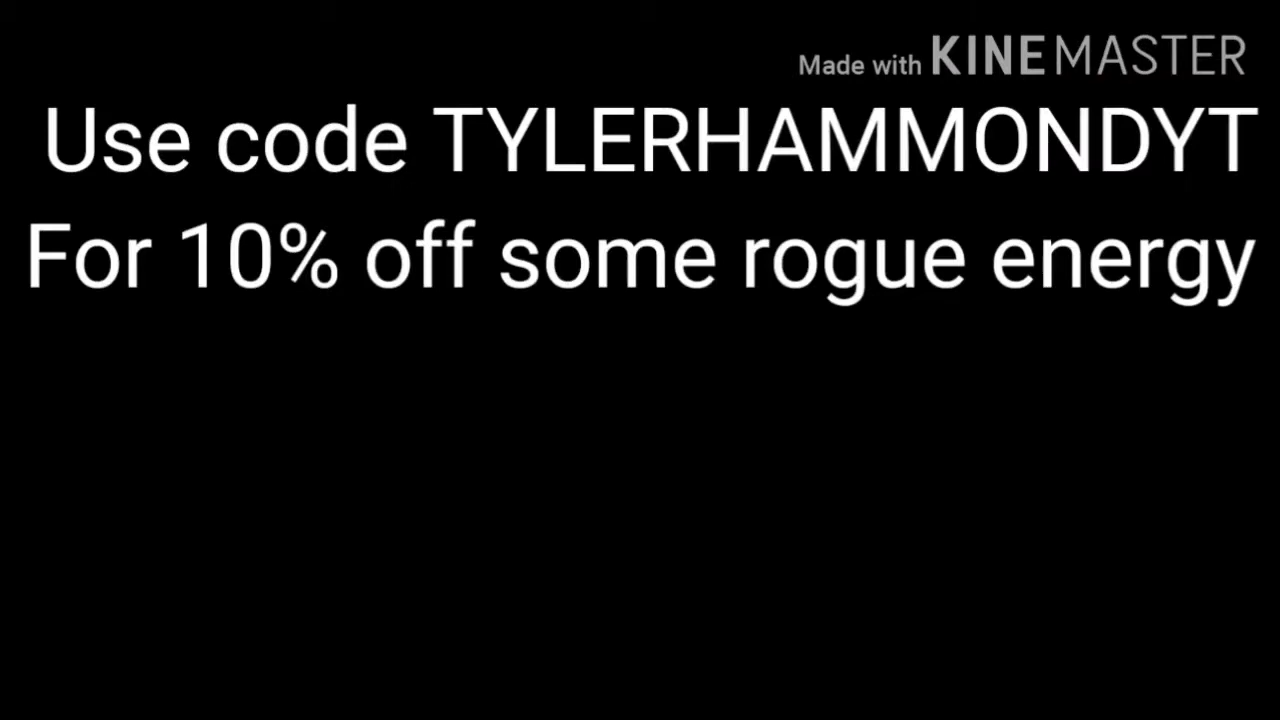 Made with KINEMASTER
Use code TYLERHAMMONDYT
For 10% off some rogue energy